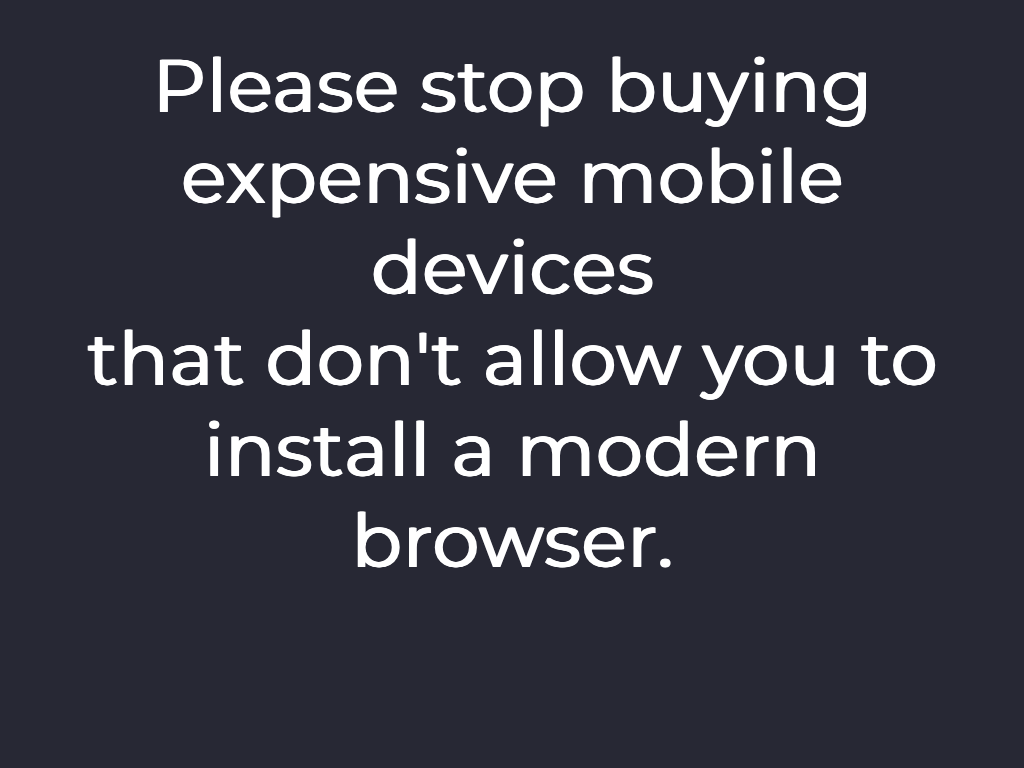 Please stop buying
expensive mobile
devices
that don't allow you to
install a modern
browser.